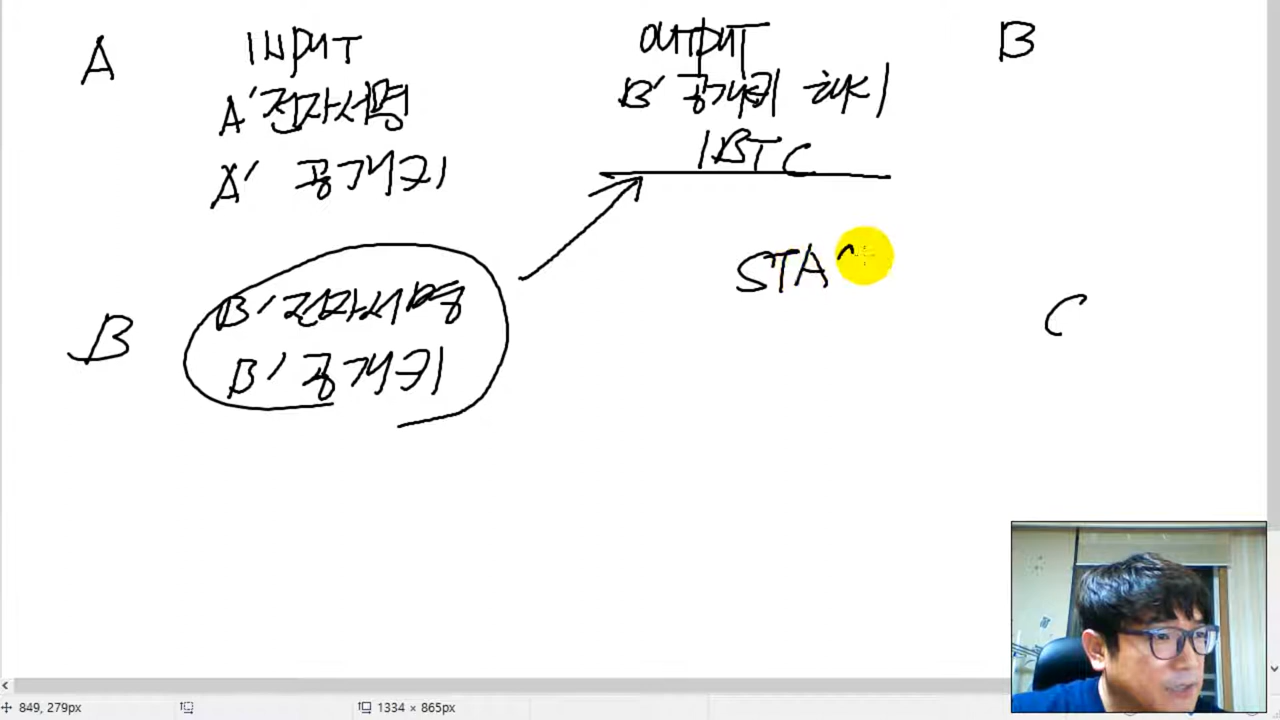 A INPUT OUTPUT B
A' 전자서명 B' 공개키 해시
A' 공개키 1BTC
STA
B' 전자서명
B C
B' 공개키
849, 279px 1334 × 865px